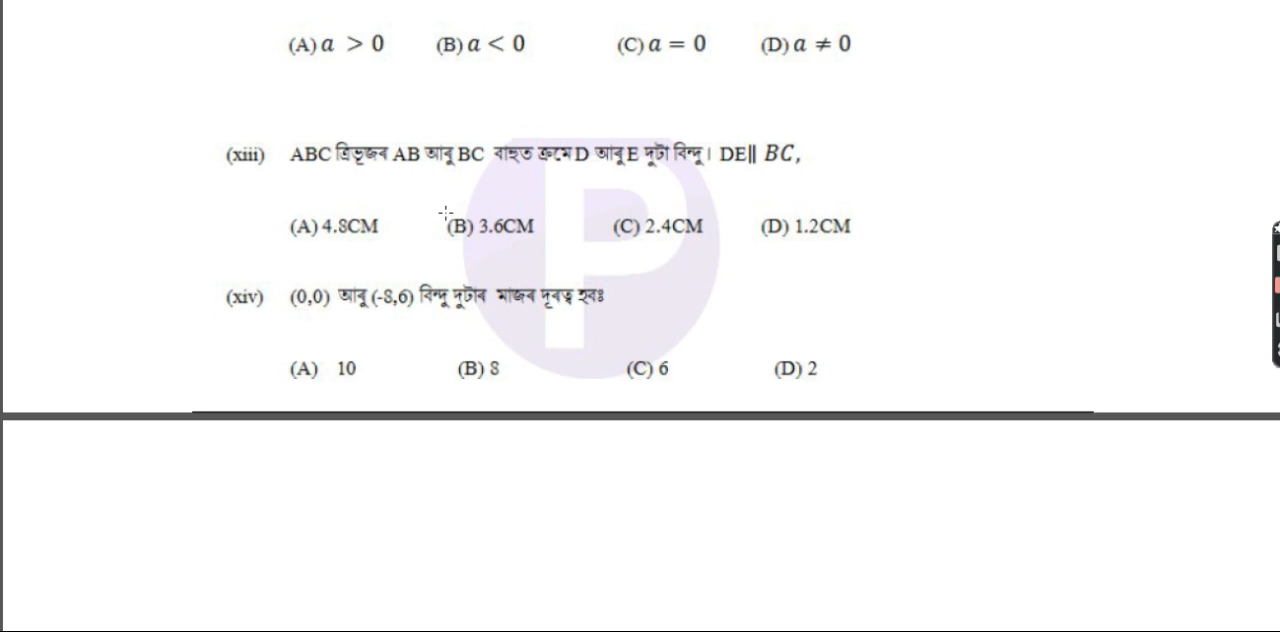 (A) a > 0 (B) a < 0 (C) a = 0 (D) a ≠ 0
(xiii) ABC ত্ৰিভূজৰ AB আৰু BC বাহুত ক্ৰমে D আৰু E দুটা বিন্দু। DE∥ BC,
(A) 4.8CM (B) 3.6CM (C) 2.4CM (D) 1.2CM
(xiv) (0,0) আৰু (-8,6) বিন্দু দুটাৰ মাজৰ দূৰত্ব হবঃ
(A) 10 (B) 8 (C) 6 (D) 2